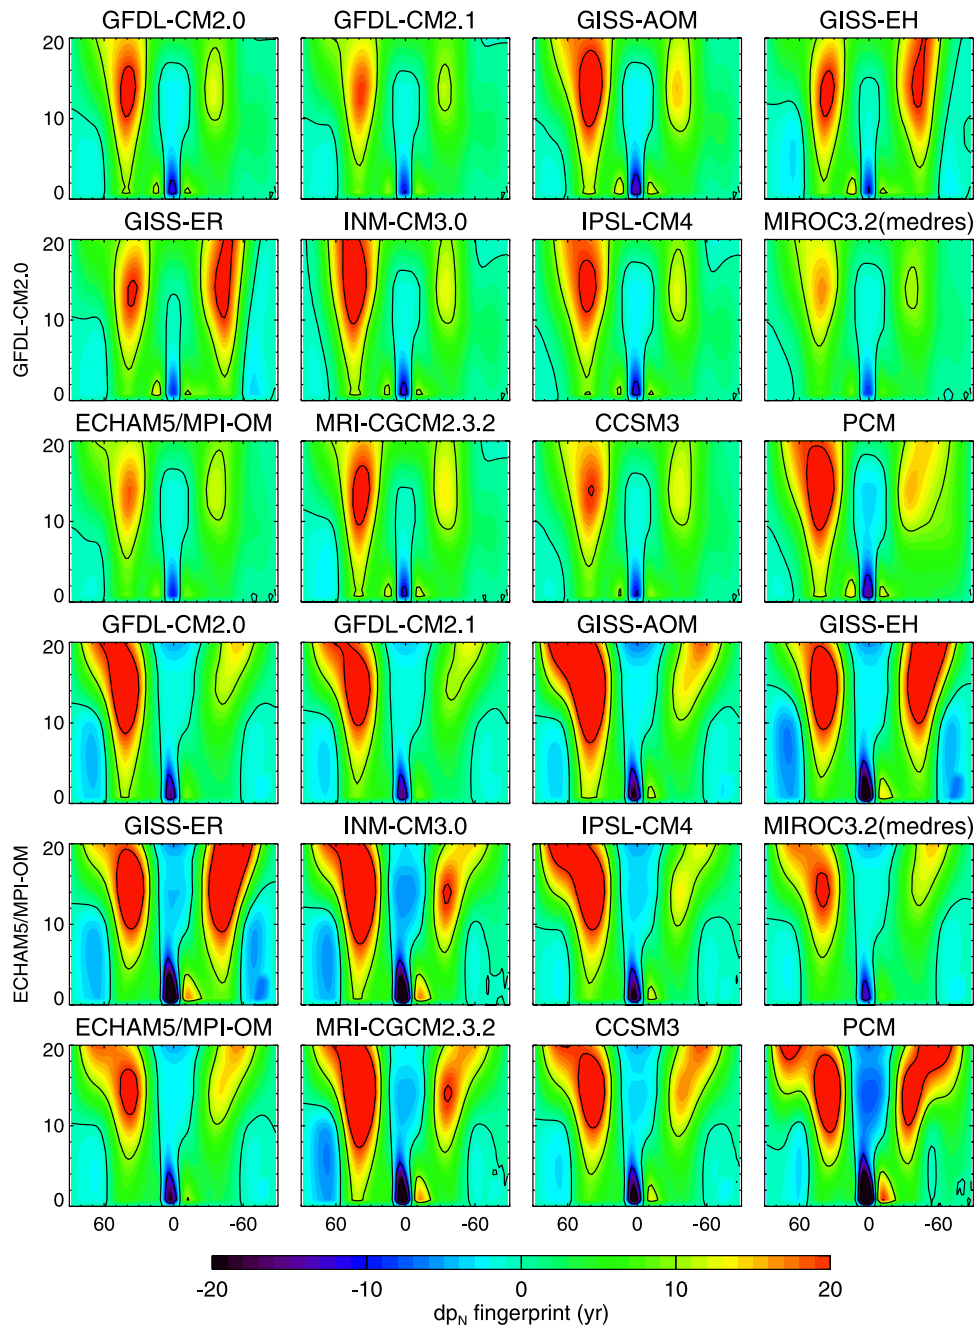 GFDL-CM2.0 GFDL-CM2.1 GISS-AOM GISS-EH
20
10
0
GISS-ER INM-CM3.0 IPSL-CM4 MIROC3.2(medres)
20
10
0
GFDL-CM2.0
ECHAM5/MPI-OM MRI-CGCM2.3.2 CCSM3 PCM
20
10
0
GFDL-CM2.0 GFDL-CM2.1 GISS-AOM GISS-EH
20
10
0
GISS-ER INM-CM3.0 IPSL-CM4 MIROC3.2(medres)
20
10
0
ECHAM5/MPI-OM
ECHAM5/MPI-OM MRI-CGCM2.3.2 CCSM3 PCM
20
10
0
60 0 -60 60 0 -60 60 0 -60 60 0 -60
-20 -10 0 10 20
dp_N fingerprint (yr)